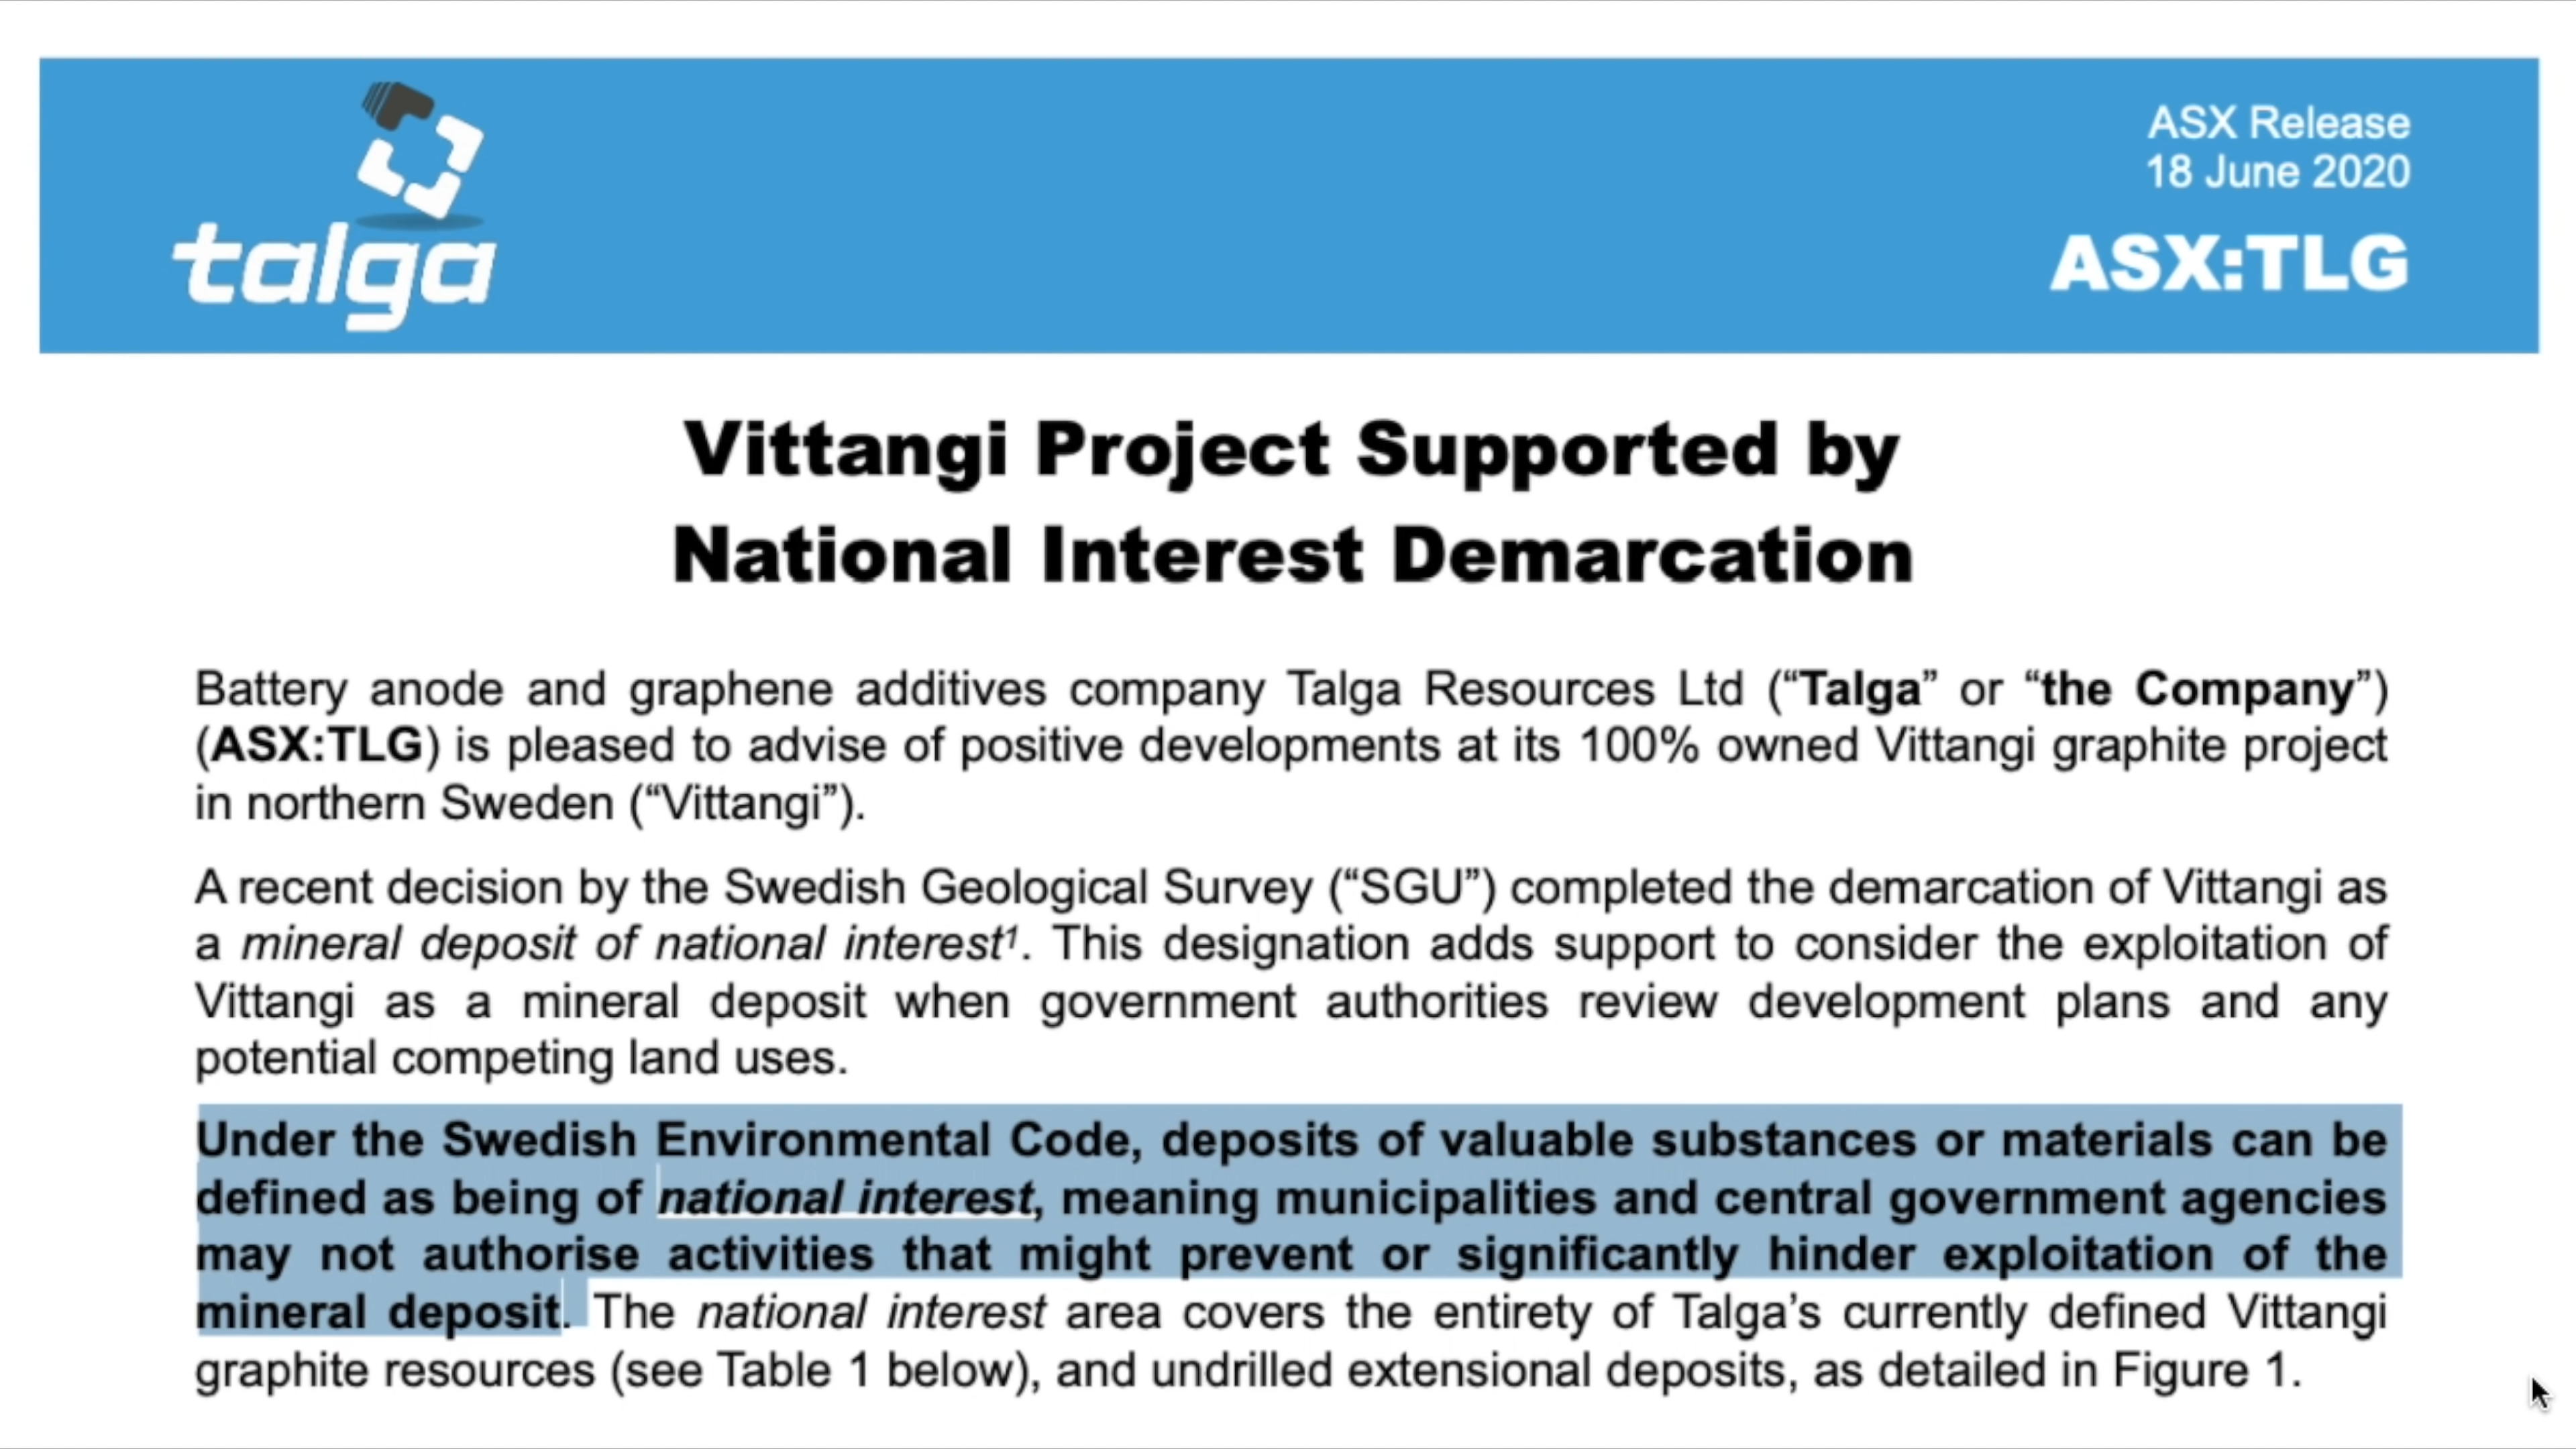 talga
ASX Release
18 June 2020
ASX:TLG
Vittangi Project Supported by
National Interest Demarcation
Battery anode and graphene additives company Talga Resources Ltd (“Talga” or “the Company”)
(ASX:TLG) is pleased to advise of positive developments at its 100% owned Vittangi graphite project
in northern Sweden (“Vittangi”).
A recent decision by the Swedish Geological Survey (“SGU”) completed the demarcation of Vittangi as
a mineral deposit of national interest¹. This designation adds support to consider the exploitation of
Vittangi as a mineral deposit when government authorities review development plans and any
potential competing land uses.
Under the Swedish Environmental Code, deposits of valuable substances or materials can be
defined as being of national interest, meaning municipalities and central government agencies
may not authorise activities that might prevent or significantly hinder exploitation of the
mineral deposit. The national interest area covers the entirety of Talga’s currently defined Vittangi
graphite resources (see Table 1 below), and undrilled extensional deposits, as detailed in Figure 1.